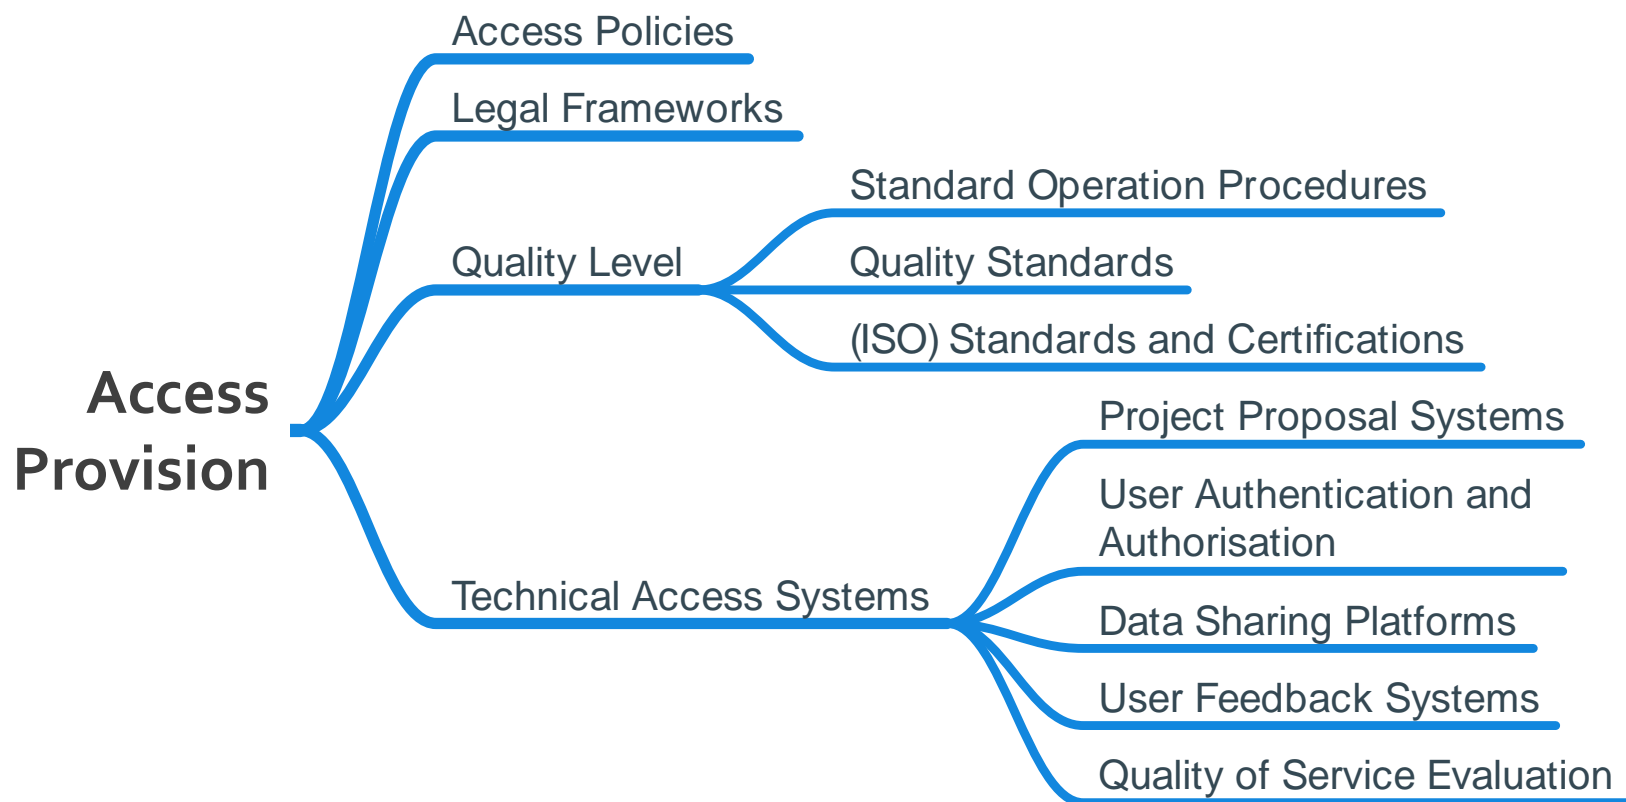 Access Policies
Legal Frameworks
Standard Operation Procedures
Quality Level
Quality Standards
(ISO) Standards and Certifications
Access
Provision
Project Proposal Systems
User Authentication and
Authorisation
Technical Access Systems
Data Sharing Platforms
User Feedback Systems
Quality of Service Evaluation